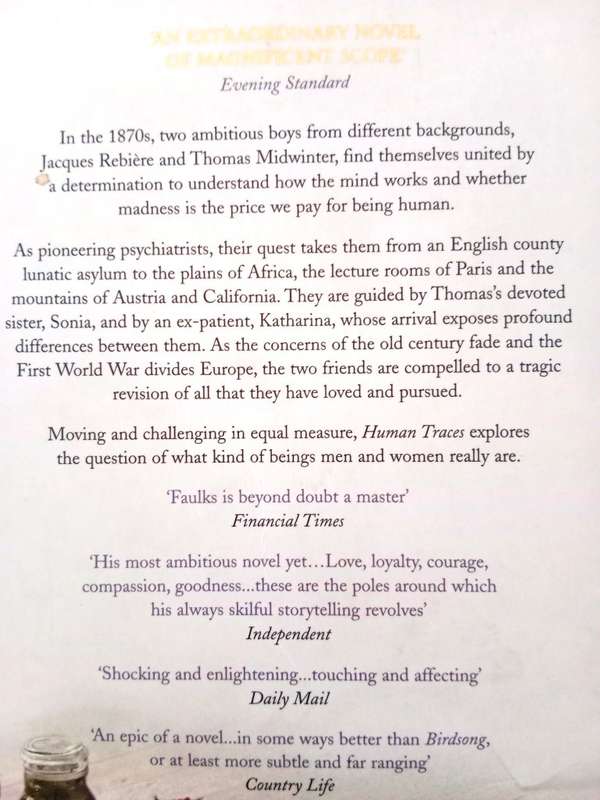 'AN EXTRAORDINARY NOVEL
OF MAGNIFICENT SCOPE'
Evening Standard
In the 1870s, two ambitious boys from different backgrounds,
Jacques Rebière and Thomas Midwinter, find themselves united by
a determination to understand how the mind works and whether
madness is the price we pay for being human.
As pioneering psychiatrists, their quest takes them from an English county
lunatic asylum to the plains of Africa, the lecture rooms of Paris and the
mountains of Austria and California. They are guided by Thomas's devoted
sister, Sonia, and by an ex-patient, Katharina, whose arrival exposes profound
differences between them. As the concerns of the old century fade and the
First World War divides Europe, the two friends are compelled to a tragic
revision of all that they have loved and pursued.
Moving and challenging in equal measure, Human Traces explores
the question of what kind of beings men and women really are.
'Faulks is beyond doubt a master'
Financial Times
'His most ambitious novel yet…Love, loyalty, courage,
compassion, goodness...these are the poles around which
his always skilful storytelling revolves'
Independent
'Shocking and enlightening...touching and affecting'
Daily Mail
'An epic of a novel...in some ways better than Birdsong,
or at least more subtle and far ranging'
Country Life